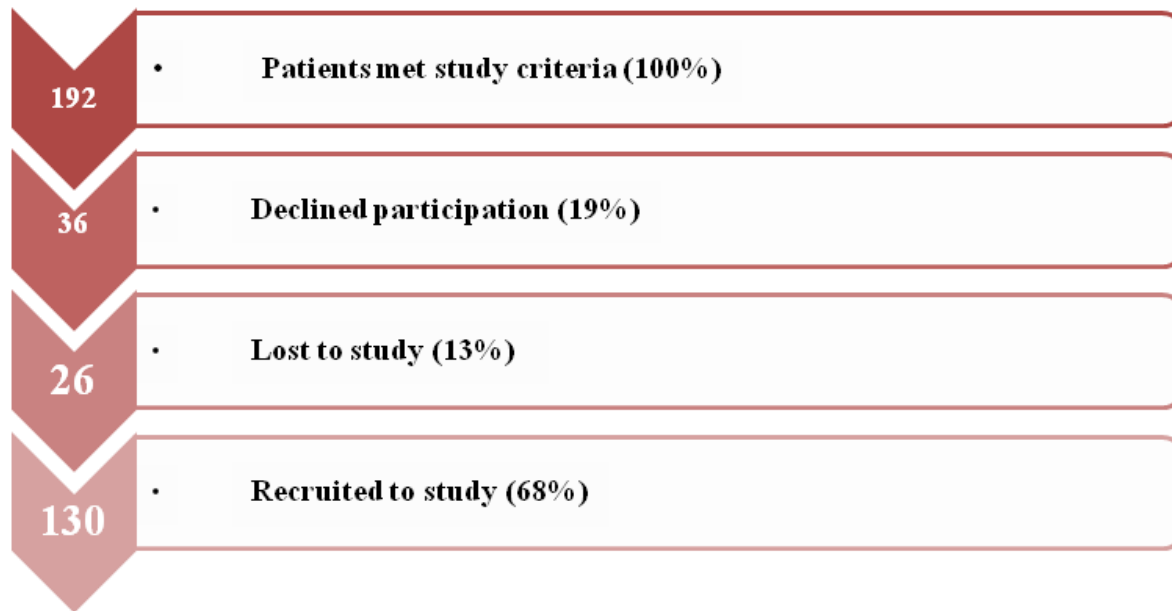 192 • Patients met study criteria (100%)
36 • Declined participation (19%)
26 • Lost to study (13%)
130 • Recruited to study (68%)